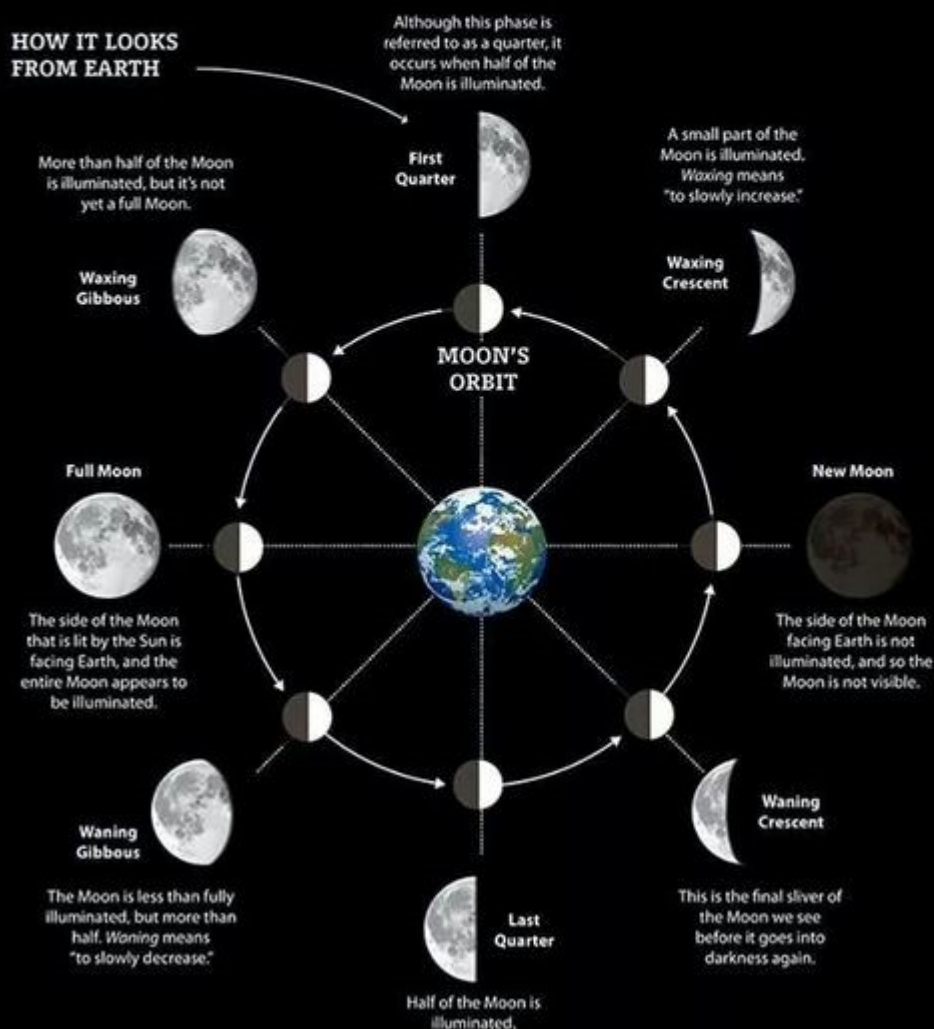 HOW IT LOOKS
FROM EARTH
Although this phase is
referred to as a quarter, it
occurs when half of the
Moon is illuminated.
First
Quarter
A small part of the
Moon is illuminated.
Waxing means
"to slowly increase."
Waxing
Crescent
More than half of the Moon
is illuminated, but it's not
yet a full Moon.
Waxing
Gibbous
MOON'S
ORBIT
Full Moon
The side of the Moon
that is lit by the Sun is
facing Earth, and the
entire Moon appears to
be illuminated.
New Moon
The side of the Moon
facing Earth is not
illuminated, and so the
Moon is not visible.
Waning
Gibbous
The Moon is less than fully
illuminated, but more than
half. Waning means
"to slowly decrease."
Last
Quarter
Half of the Moon is
illuminated.
Waning
Crescent
This is the final sliver of
the Moon we see
before it goes into
darkness again.